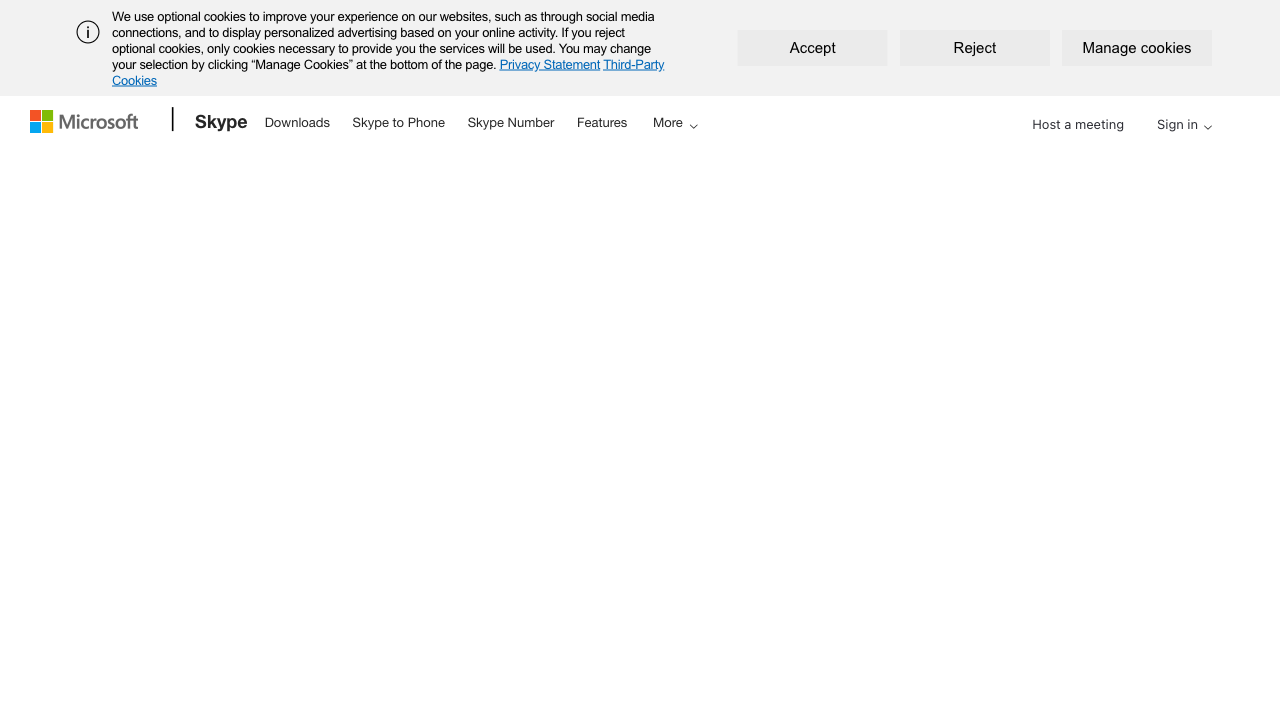 We use optional cookies to improve your experience on our websites, such as through social media
connections, and to display personalized advertising based on your online activity. If you reject
optional cookies, only cookies necessary to provide you the services will be used. You may change
your selection by clicking “Manage Cookies” at the bottom of the page. Privacy Statement Third-Party
Cookies
Accept
Reject
Manage cookies
Microsoft
Skype
Downloads
Skype to Phone
Skype Number
Features
More
Host a meeting
Sign in